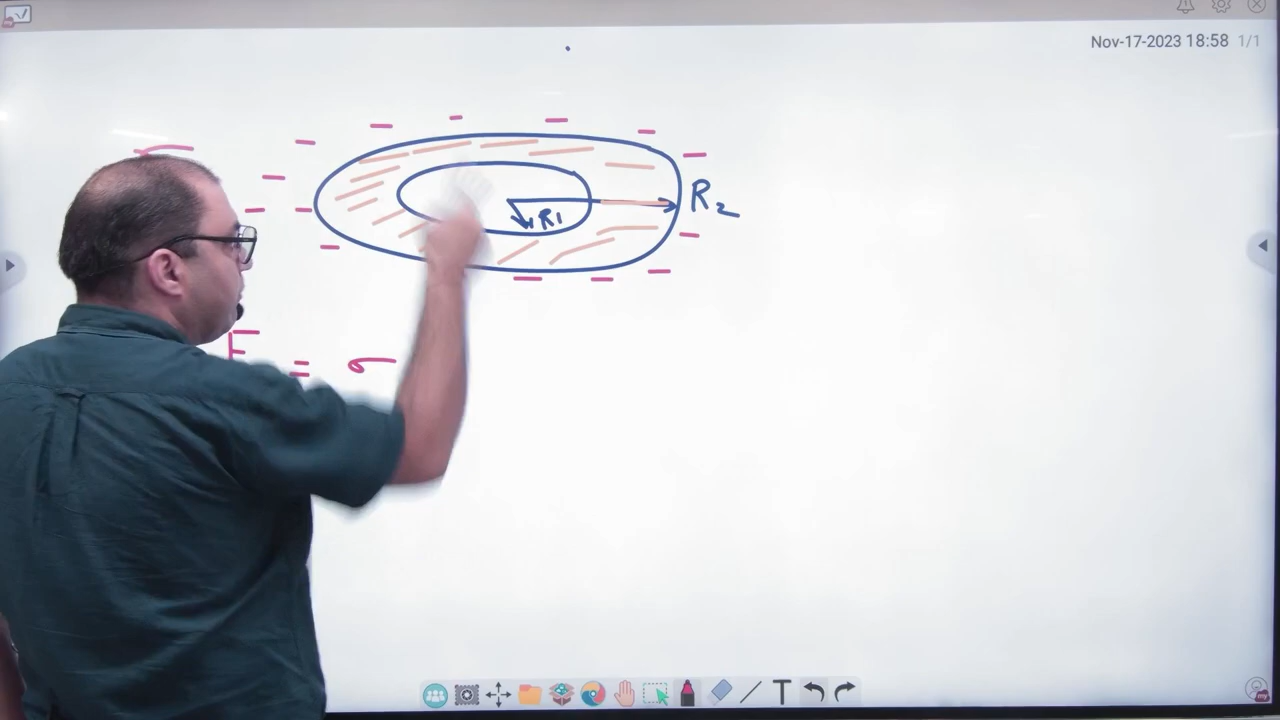 Nov-17-2023 18:58 1/1
R2
R1
E = σ